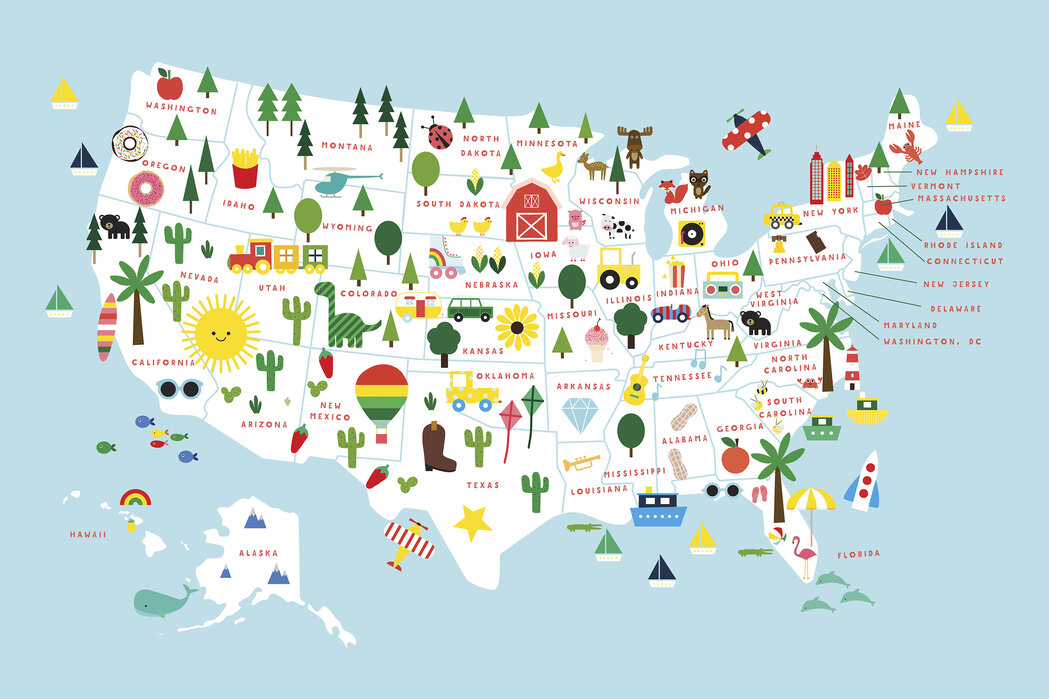 WASHINGTON
MONTANA
NORTH
DAKOTA
MINNESOTA
MAINE
OREGON
IDAHO
WYOMING
SOUTH DAKOTA
WISCONSIN
MICHIGAN
NEW YORK
NEW HAMPSHIRE
VERMONT
MASSACHUSETTS
RHODE ISLAND
CONNECTICUT
NEW JERSEY
DELAWARE
MARYLAND
WASHINGTON, DC
NEVADA
UTAH
COLORADO
NEBRASKA
IOWA
ILLINOIS
INDIANA
OHIO
PENNSYLVANIA
WEST
VIRGINIA
VIRGINIA
CALIFORNIA
KANSAS
MISSOURI
KENTUCKY
NORTH
CAROLINA
ARIZONA
NEW
MEXICO
OKLAHOMA
ARKANSAS
TENNESSEE
SOUTH
CAROLINA
TEXAS
LOUISIANA
MISSISSIPPI
ALABAMA
GEORGIA
FLORIDA
HAWAII
ALASKA